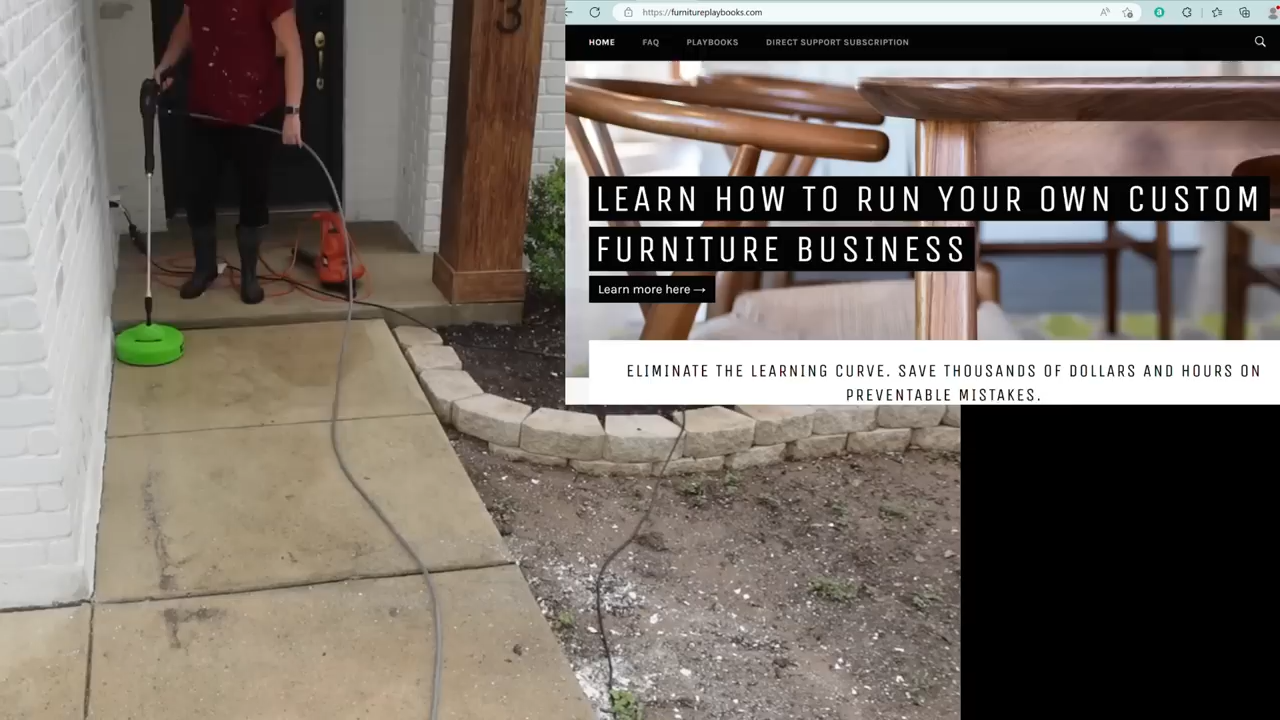 3
https://furnitureplaybooks.com
HOME FAQ PLAYBOOKS DIRECT SUPPORT SUBSCRIPTION
LEARN HOW TO RUN YOUR OWN CUSTOM
FURNITURE BUSINESS
Learn more here →
ELIMINATE THE LEARNING CURVE. SAVE THOUSANDS OF DOLLARS AND HOURS ON
PREVENTABLE MISTAKES.